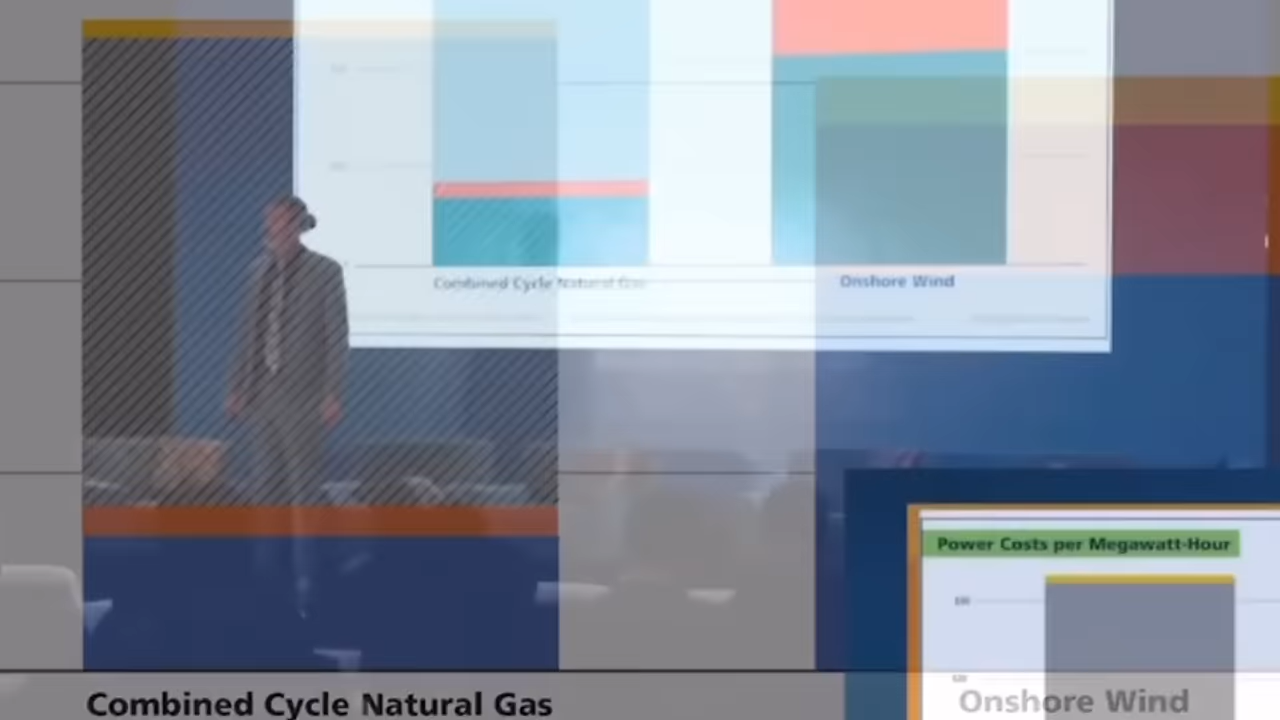 Combined Cycle Natural Gas
Onshore Wind
Power Costs per Megawatt-Hour
Combined Cycle Natural Gas
Onshore Wind